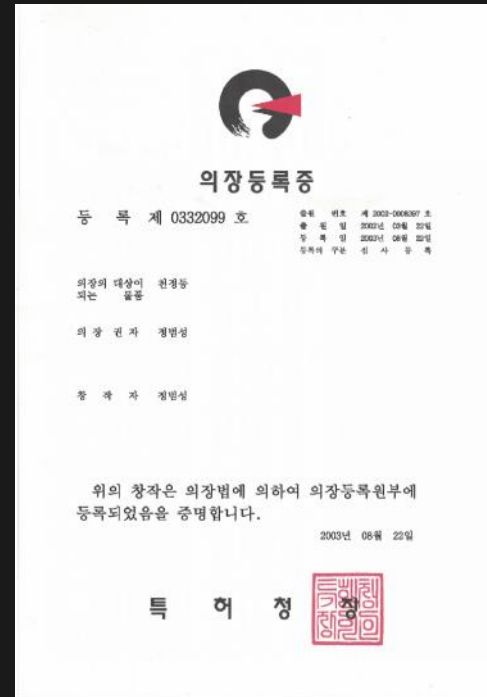 의장등록증
등 록 제 0332099 호
출원 번호 제 2002-0008397 호
출 원 일 2002년 03월 22일
등 록 일 2003년 08월 22일
등록의 구분 심 사 등 록
의장의 대상이 천정등
되는 물품
의 장 권 자 정범성
창 작 자 정범성
위의 창작은 의장법에 의하여 의장등록원부에
등록되었음을 증명합니다.
2003년 08월 22일
특 허 청 장